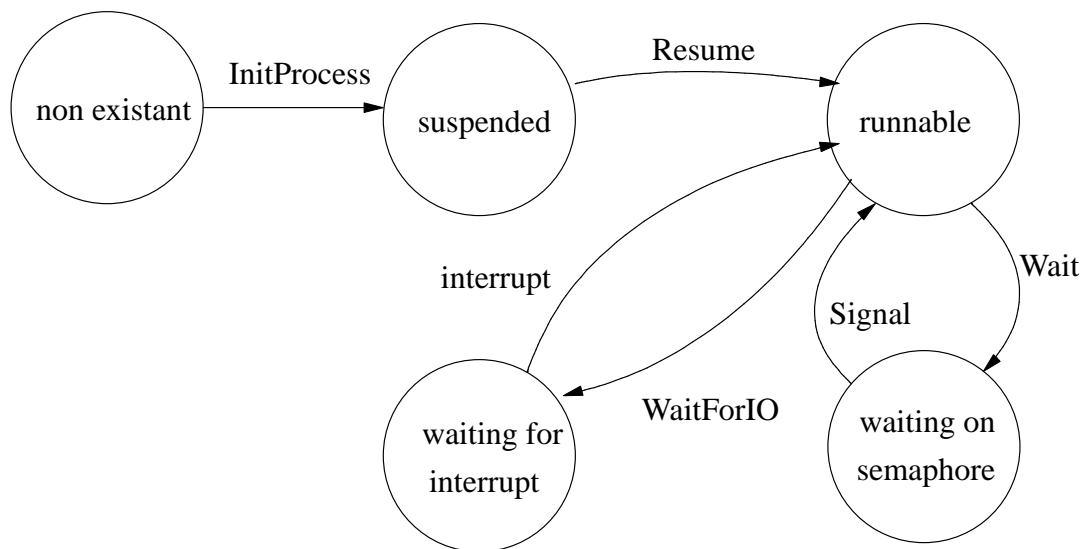 Resume
InitProcess
non existant
suspended
runnable
interrupt
Wait
Signal
WaitForIO
waiting for
interrupt
waiting on
semaphore